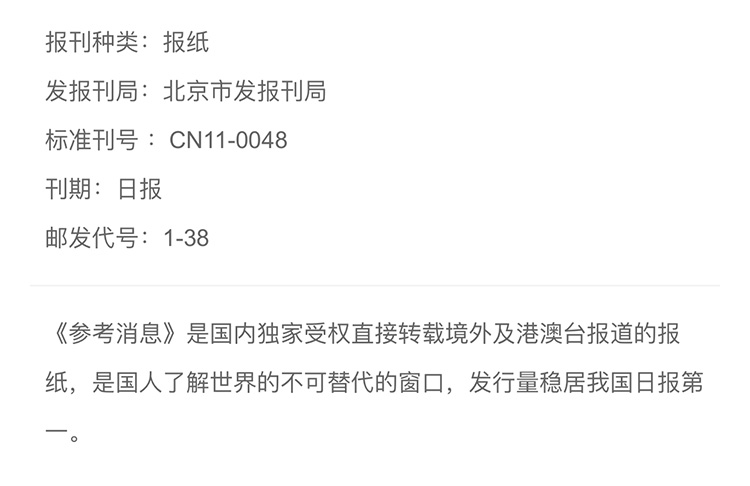 报刊种类：报纸
发报刊局：北京市发报刊局
标准刊号 ：CN11-0048
刊期：日报
邮发代号：1-38
《参考消息》是国内独家受权直接转载境外及港澳台报道的报
纸，是国人了解世界的不可替代的窗口，发行量稳居我国日报第
一。